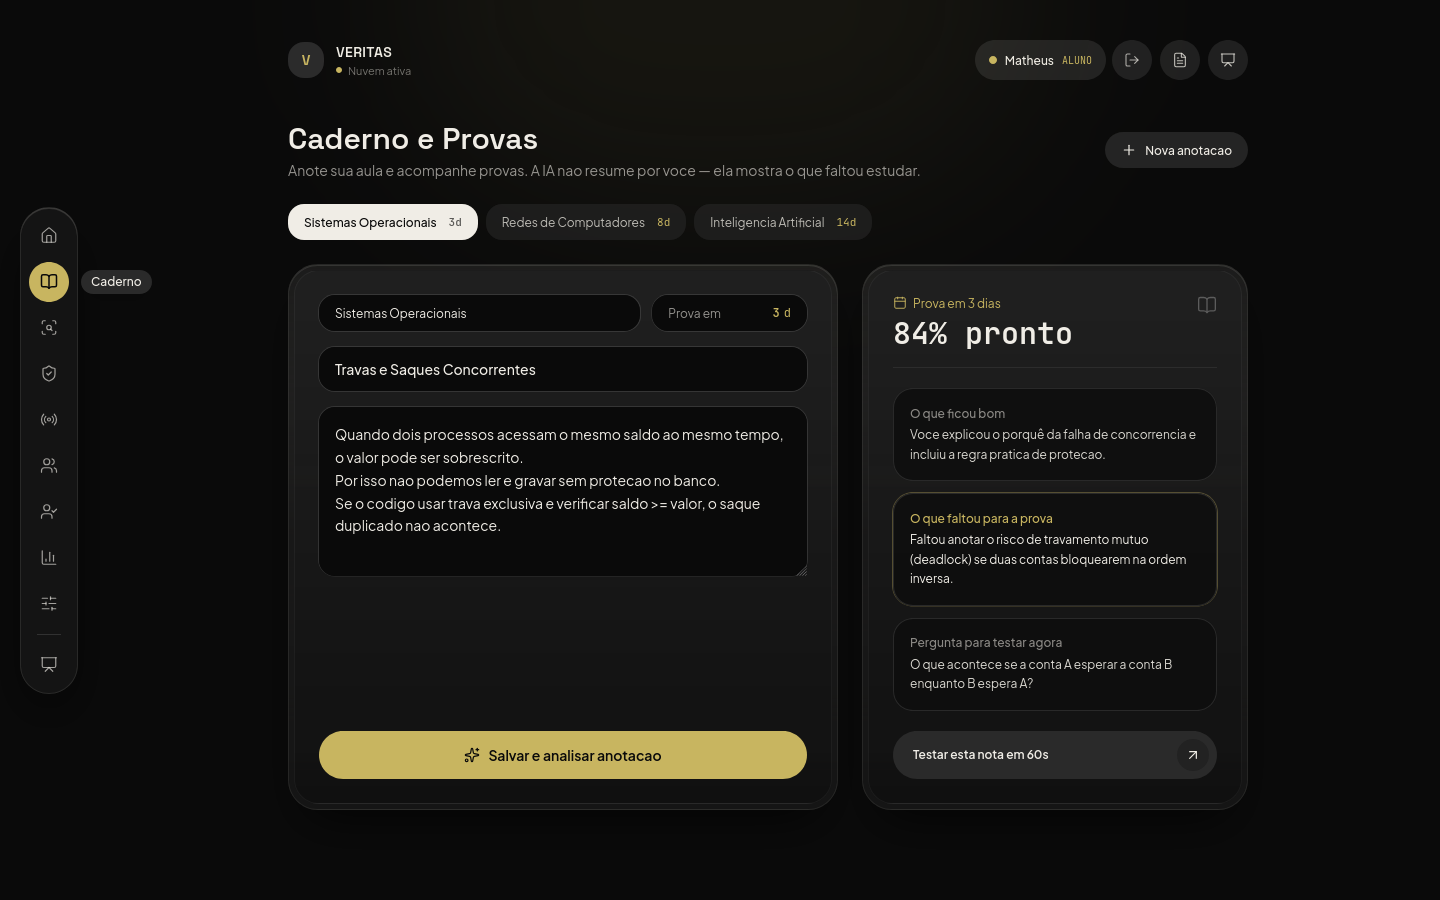 V
VERITAS
Nuvem ativa
Matheus ALUNO
Caderno e Provas
Anote sua aula e acompanhe provas. A IA nao resume por voce — ela mostra o que faltou estudar.
Nova anotacao
Sistemas Operacionais 3d
Redes de Computadores 8d
Inteligencia Artificial 14d
Caderno
Sistemas Operacionais
Prova em 3 d
Travas e Saques Concorrentes
Quando dois processos acessam o mesmo saldo ao mesmo tempo,
o valor pode ser sobrescrito.
Por isso nao podemos ler e gravar sem protecao no banco.
Se o codigo usar trava exclusiva e verificar saldo >= valor, o saque
duplicado nao acontece.
Salvar e analisar anotacao
Prova em 3 dias
84% pronto
O que ficou bom
Voce explicou o porquê da falha de concorrencia e
incluiu a regra pratica de protecao.
O que faltou para a prova
Faltou anotar o risco de travamento mutuo
(deadlock) se duas contas bloquearem na ordem
inversa.
Pergunta para testar agora
O que acontece se a conta A esperar a conta B
enquanto B espera A?
Testar esta nota em 60s